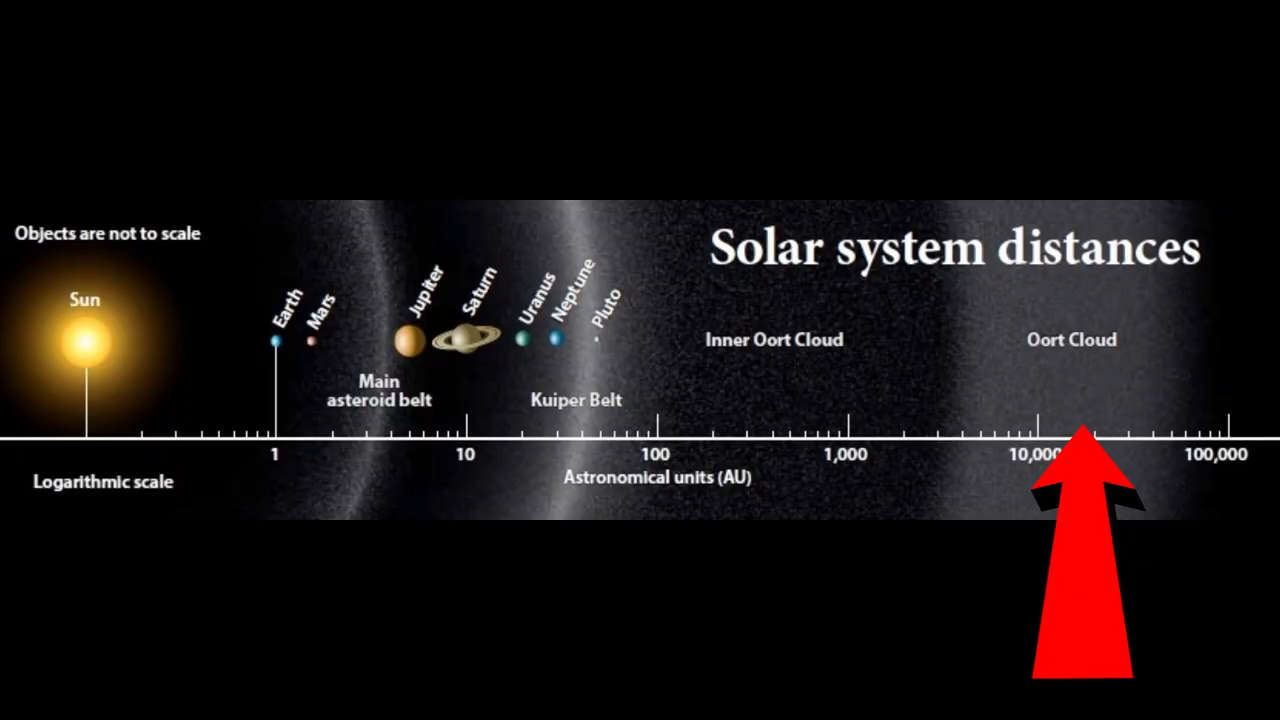 Objects are not to scale
Solar system distances
Sun
Earth
Mars
Jupiter
Saturn
Uranus
Neptune
Pluto
Inner Oort Cloud
Oort Cloud
Main
asteroid belt
Kuiper Belt
1
10
100
1,000
10,000
100,000
Astronomical units (AU)
Logarithmic scale